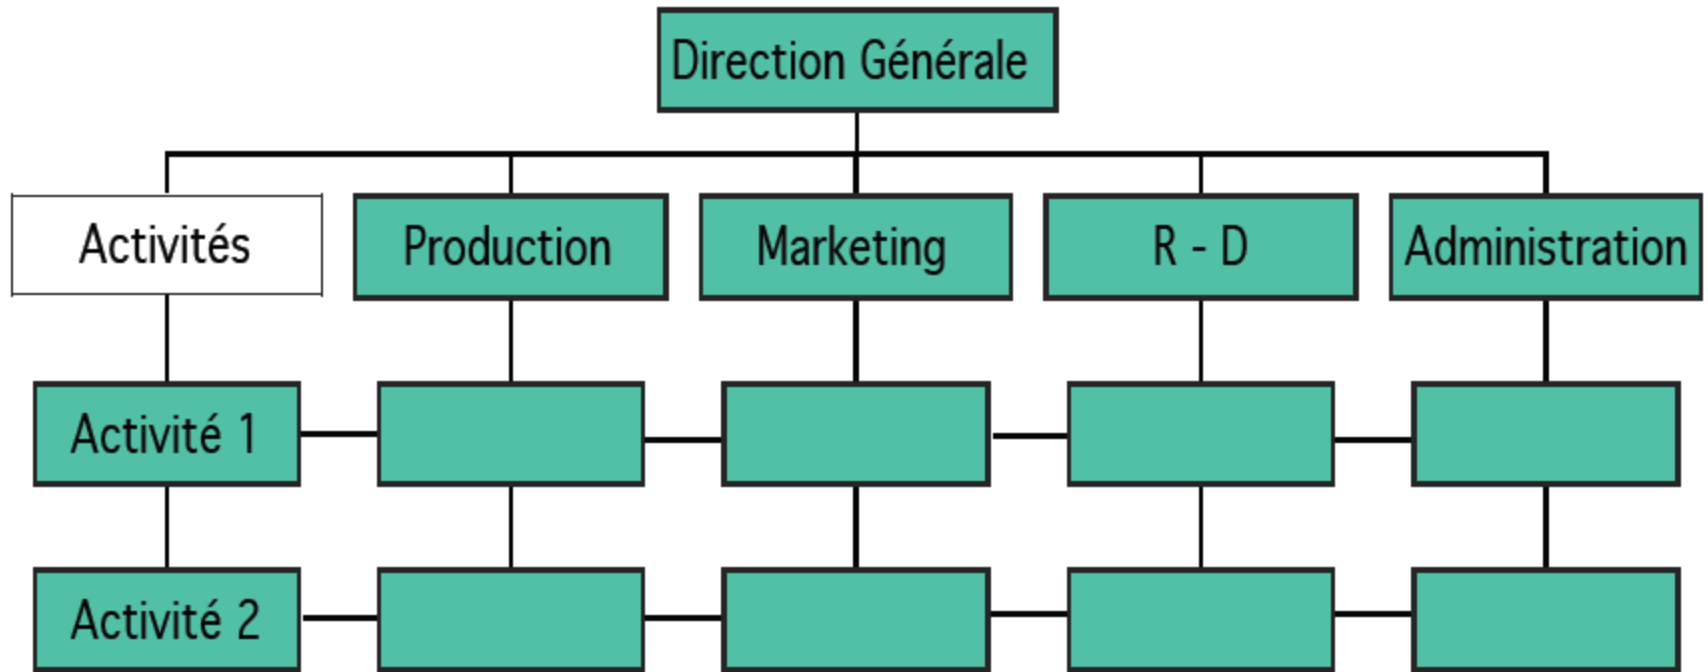 Direction Générale
Activités
Production
Marketing
R - D
Administration
Activité 1
Activité 2